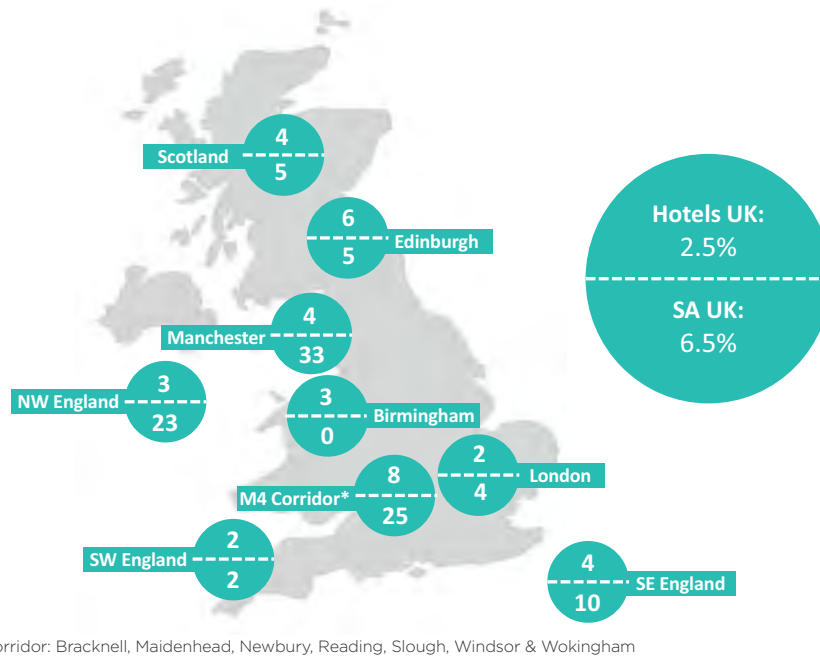 4
Scotland
5
6
Edinburgh
5
Hotels UK:
2.5%
SA UK:
6.5%
4
Manchester
33
3
NW England
23
3
Birmingham
0
2
London
4
8
M4 Corridor*
25
2
SW England
2
4
SE England
10
orridor: Bracknell, Maidenhead, Newbury, Reading, Slough, Windsor & Wokingham